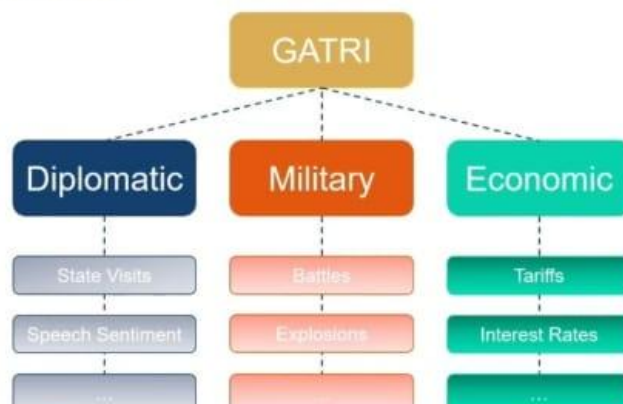 GATRI
Diplomatic
Military
Economic
State Visits
Battles
Tariffs
Speech Sentiment
Explosions
Interest Rates
...
...